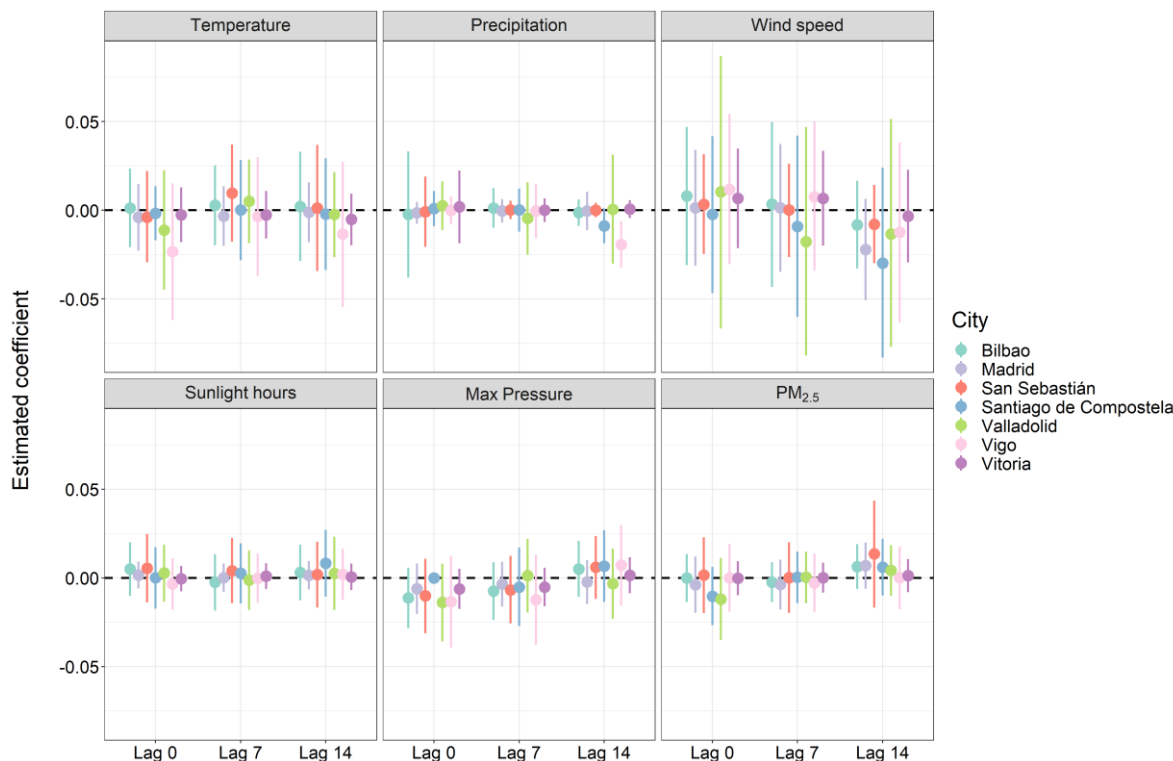 Temperature
Precipitation
Wind speed
0.05
0.00
-0.05
Estimated coefficient
Sunlight hours
Max Pressure
PM2.5
0.05
0.00
-0.05
Lag 0
Lag 7
Lag 14
Lag 0
Lag 7
Lag 14
Lag 0
Lag 7
Lag 14
City
Bilbao
Madrid
San Sebastián
Santiago de Compostela
Valladolid
Vigo
Vitoria